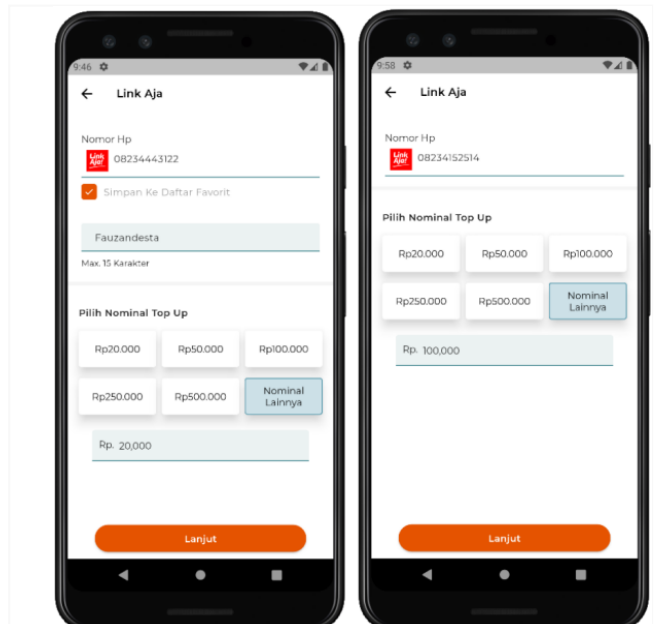 9:46
Link Aja
Nomor Hp
Link Aja!
08234443122
Simpan Ke Daftar Favorit
Fauzandesta
Max. 15 Karakter
Pilih Nominal Top Up
Rp20.000 Rp50.000 Rp100.000
Rp250.000 Rp500.000 Nominal
Lainnya
Rp. 20,000
Lanjut
9:58
Link Aja
Nomor Hp
Link Aja!
08234152514
Pilih Nominal Top Up
Rp20.000 Rp50.000 Rp100.000
Rp250.000 Rp500.000 Nominal
Lainnya
Rp. 100,000
Lanjut